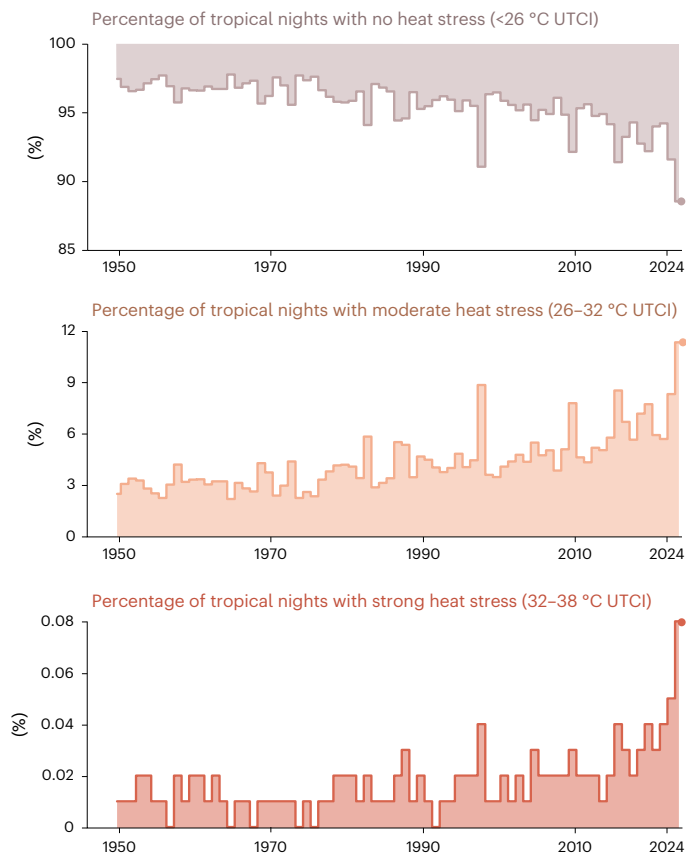 Percentage of tropical nights with no heat stress (<26 °C UTCI)
100
95
90
85
(%)
1950 1970 1990 2010 2024
Percentage of tropical nights with moderate heat stress (26–32 °C UTCI)
12
9
6
3
0
(%)
1950 1970 1990 2010 2024
Percentage of tropical nights with strong heat stress (32–38 °C UTCI)
0.08
0.06
0.04
0.02
0
(%)
1950 1970 1990 2010 2024